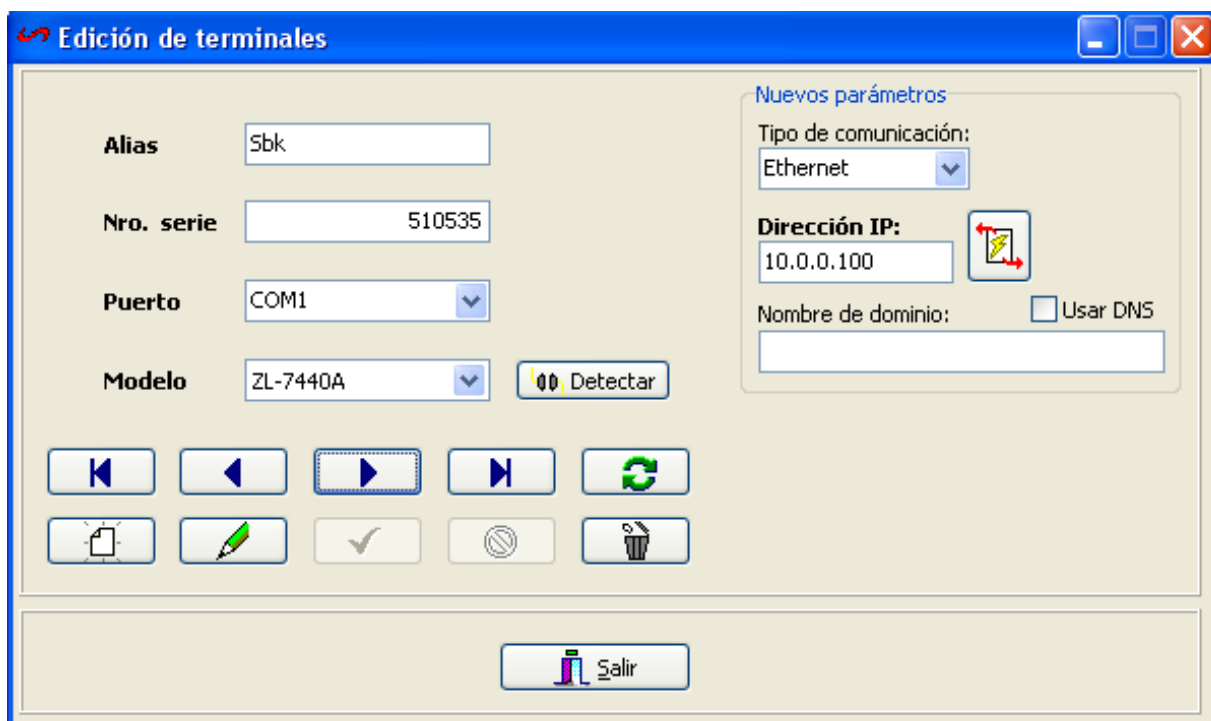 Edición de terminales
Alias
Sbk
Nro. serie
510535
Puerto
COM1
Modelo
ZL-7440A
Detectar
Nuevos parámetros
Tipo de comunicación:
Ethernet
Dirección IP:
10.0.0.100
Nombre de dominio:
Usar DNS
Salir